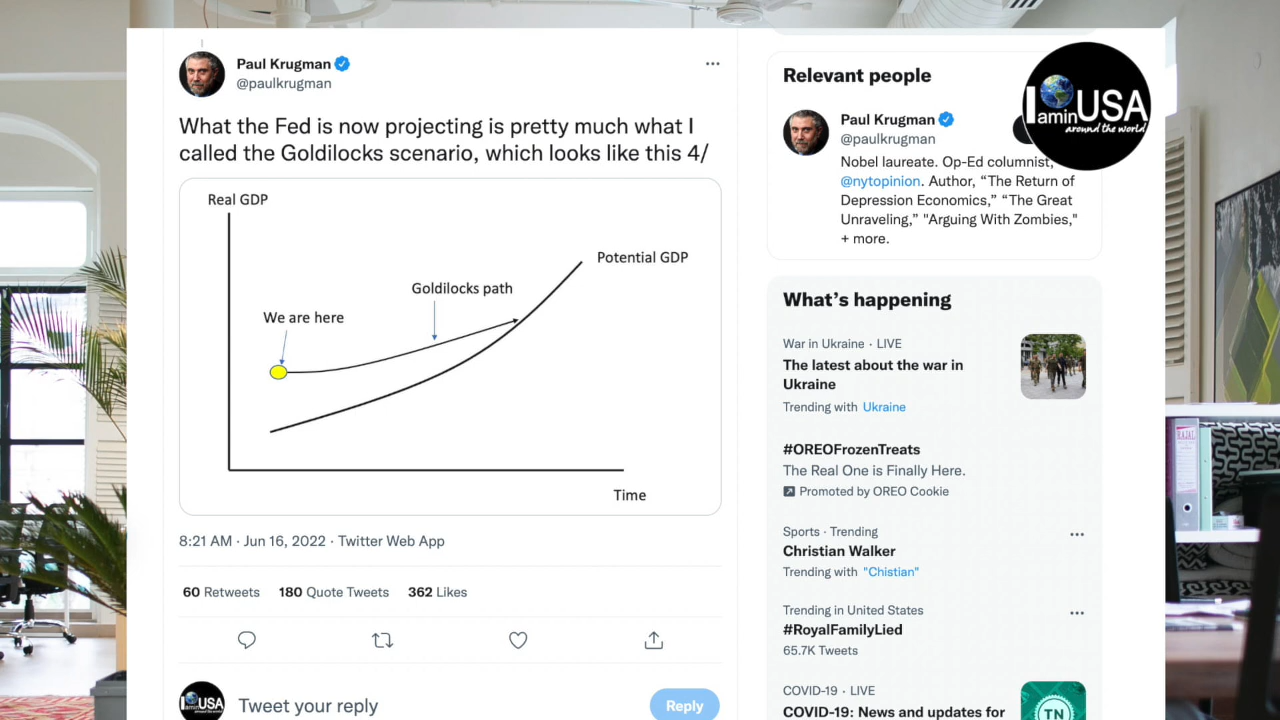 Paul Krugman
@paulkrugman
What the Fed is now projecting is pretty much what I
called the Goldilocks scenario, which looks like this 4/
Real GDP
Potential GDP
Goldilocks path
We are here
Time
8:21 AM · Jun 16, 2022 · Twitter Web App
60 Retweets 180 Quote Tweets 362 Likes
Tweet your reply
Reply
Relevant people
Paul Krugman
@paulkrugman
Nobel laureate. Op-Ed columnist,
@nytopinion. Author, “The Return of
Depression Economics,” “The Great
Unraveling,” "Arguing With Zombies,"
+ more.
I am in USA
around the world
What’s happening
War in Ukraine · LIVE
The latest about the war in
Ukraine
Trending with Ukraine
#OREOFrozenTreats
The Real One is Finally Here.
Promoted by OREO Cookie
Sports · Trending
Christian Walker
Trending with "Chistian"
Trending in United States
#RoyalFamilyLied
65.7K Tweets
COVID-19 · LIVE
COVID-19: News and updates for
TN